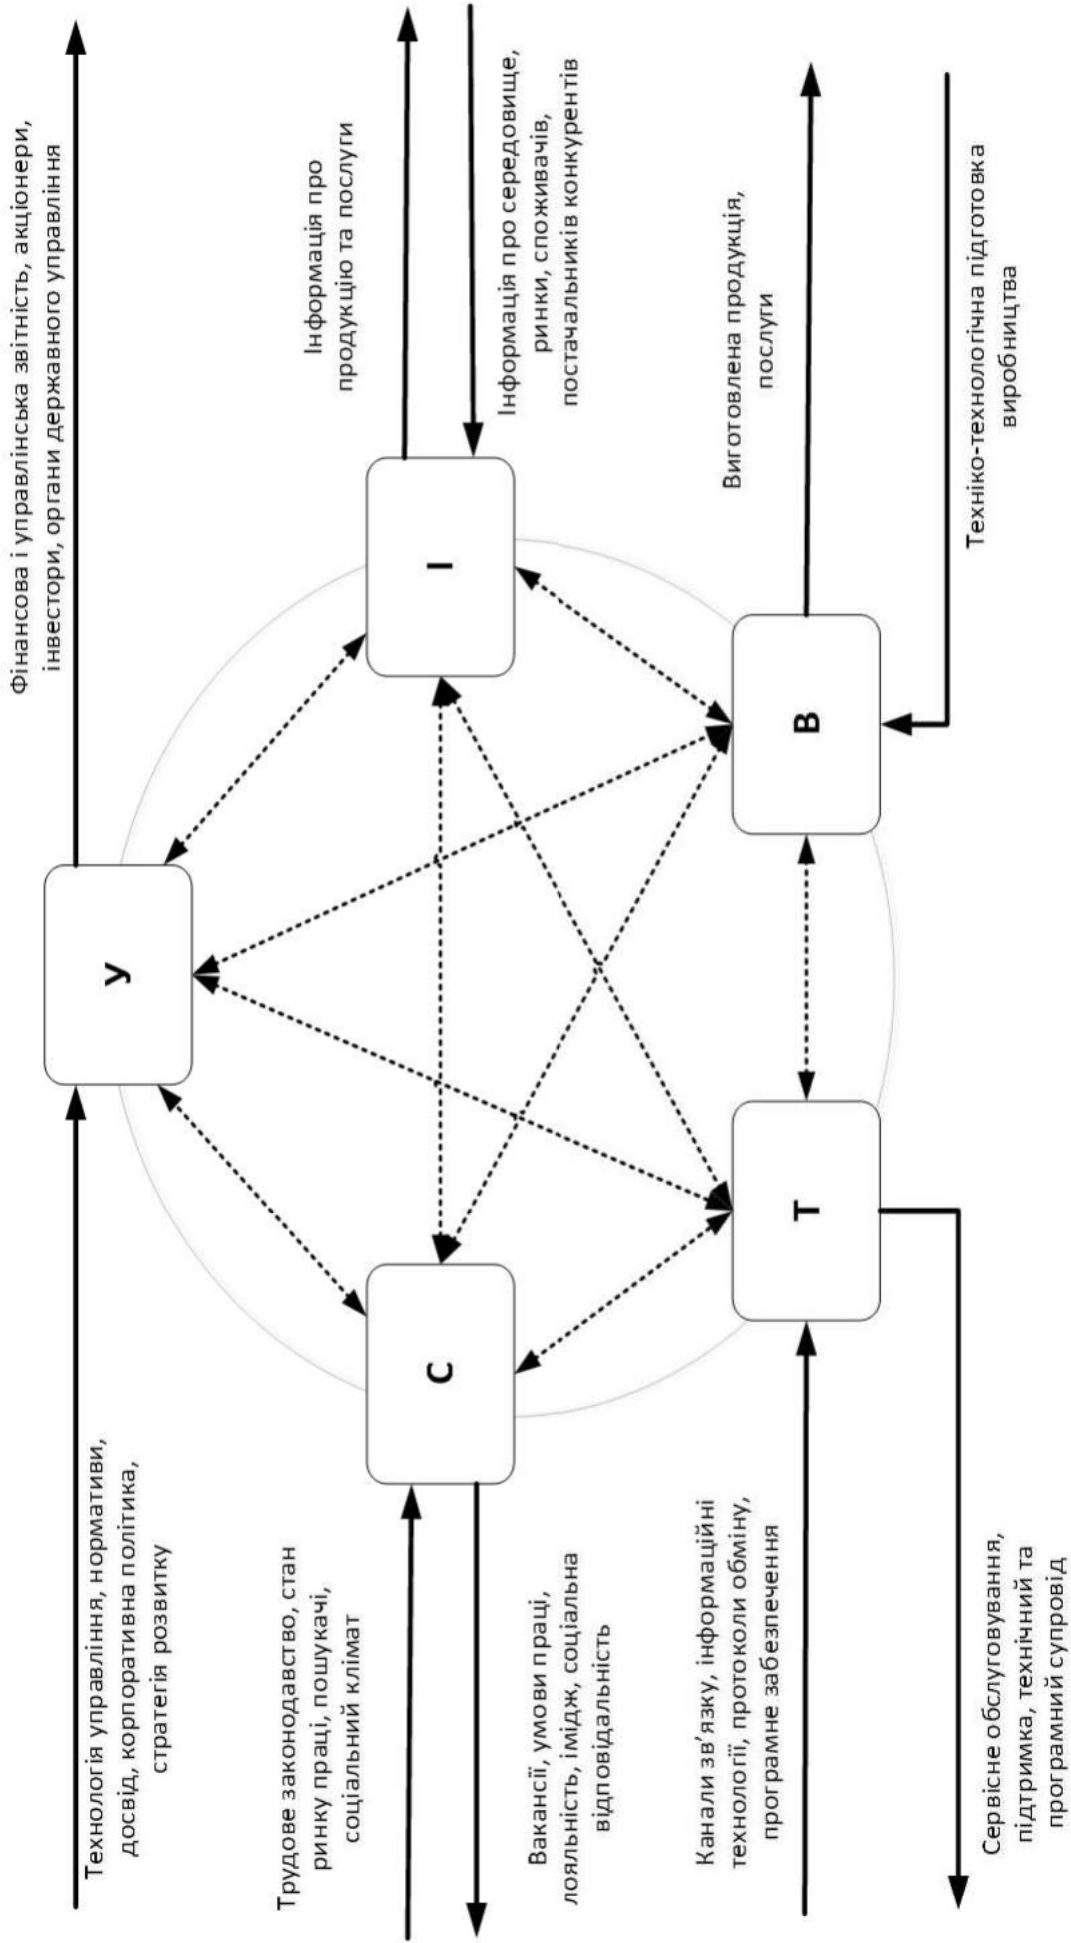 Технологія управління, нормативи,
досвід, корпоративна політика,
стратегія розвитку
Фінансова і управлінська звітність, акціонери,
інвестори, органи державного управління
У
Трудове законодавство, стан
ринку праці, пошукачі,
соціальний клімат
Вакансії, умови праці,
лояльність, імідж, соціальна
відповідальність
С
І
Інформація про
продукцію та послуги
Інформація про середовище,
ринки, споживачів,
постачальників конкурентів
Канали зв’язку, інформаційні
технології, протоколи обміну,
програмне забезпечення
Т
В
Виготовлена продукція,
послуги
Сервісне обслуговування,
підтримка, технічний та
програмний супровід
Техніко-технологічна підготовка
виробництва